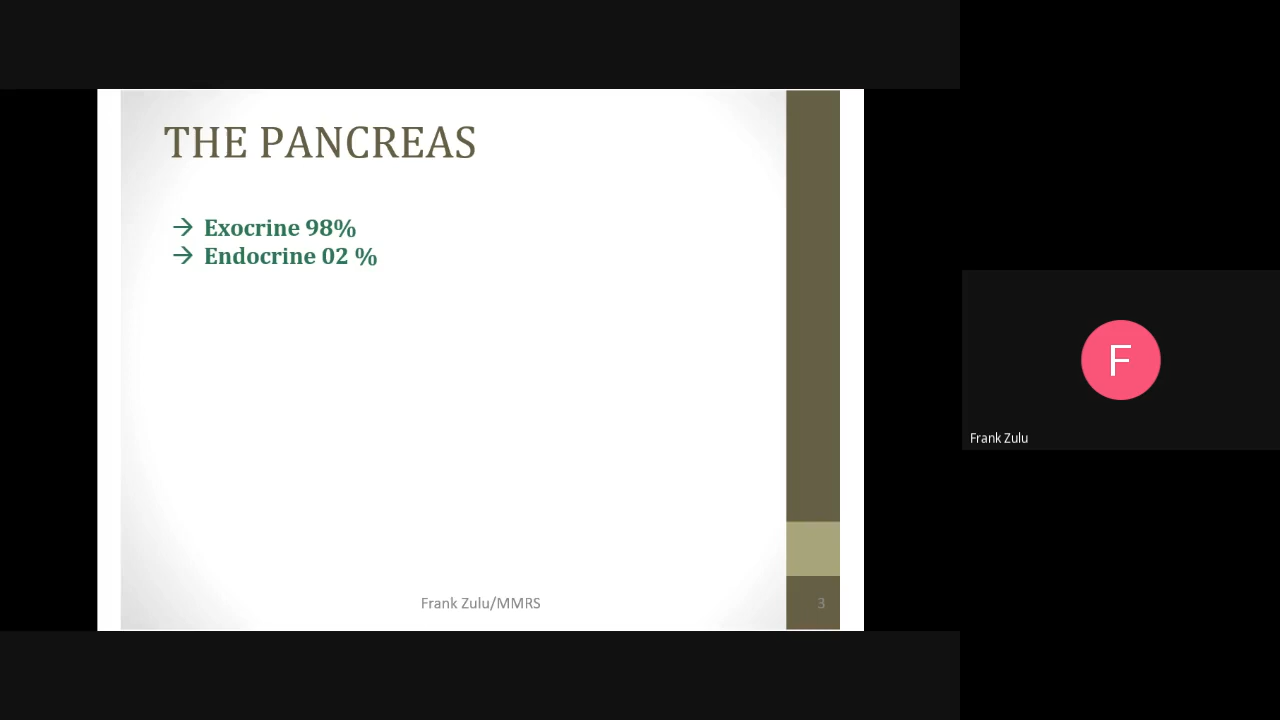 THE PANCREAS
→ Exocrine 98%
→ Endocrine 02 %
Frank Zulu/MMRS
3
F
Frank Zulu